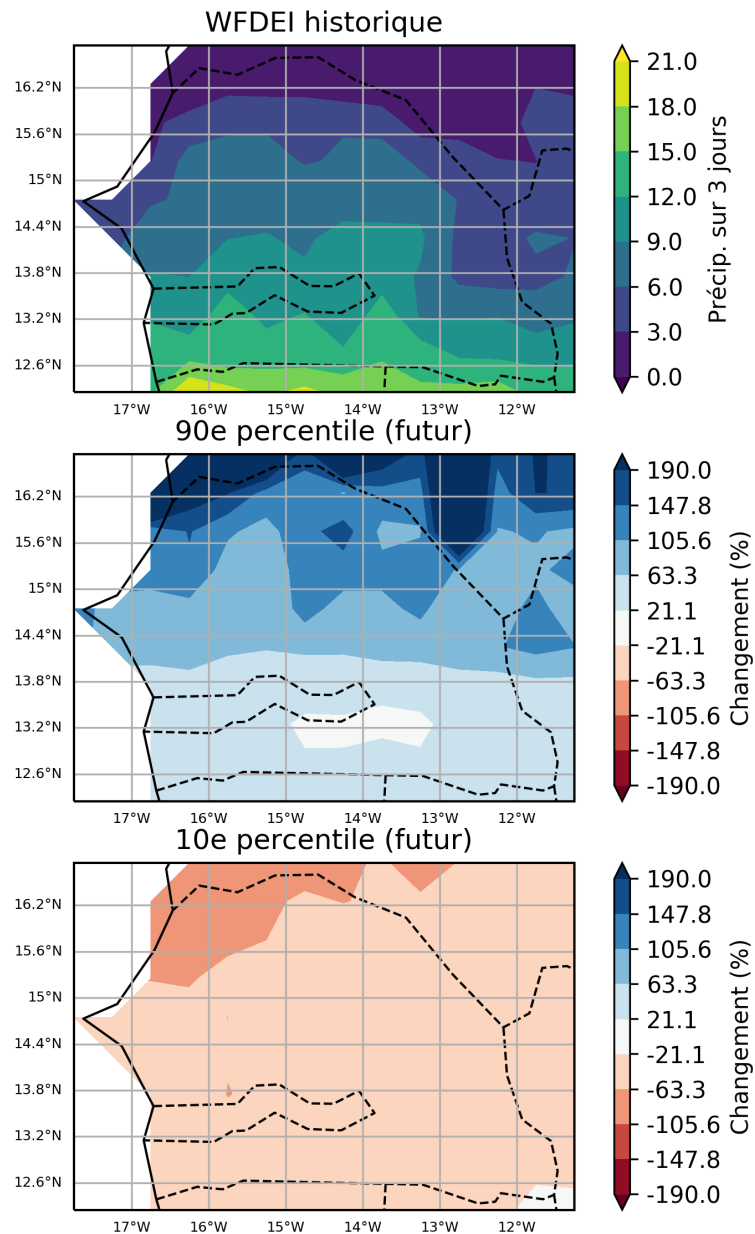 WFDEI historique
16.2°N
15.6°N
15°N
14.4°N
13.8°N
13.2°N
12.6°N
17°W 16°W 15°W 14°W 13°W 12°W
21.0
18.0
15.0
12.0
9.0
6.0
3.0
0.0
Précip. sur 3 jours
90e percentile (futur)
16.2°N
15.6°N
15°N
14.4°N
13.8°N
13.2°N
12.6°N
17°W 16°W 15°W 14°W 13°W 12°W
190.0
147.8
105.6
63.3
21.1
-21.1
-63.3
-105.6
-147.8
-190.0
Changement (%)
10e percentile (futur)
16.2°N
15.6°N
15°N
14.4°N
13.8°N
13.2°N
12.6°N
17°W 16°W 15°W 14°W 13°W 12°W
190.0
147.8
105.6
63.3
21.1
-21.1
-63.3
-105.6
-147.8
-190.0
Changement (%)